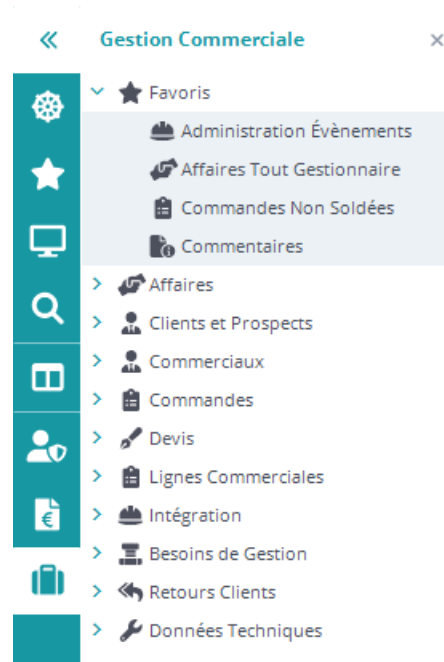 Gestion Commerciale
Favoris
Administration Évènements
Affaires Tout Gestionnaire
Commandes Non Soldées
Commentaires
Affaires
Clients et Prospects
Commerciaux
Commandes
Devis
Lignes Commerciales
Intégration
Besoins de Gestion
Retours Clients
Données Techniques